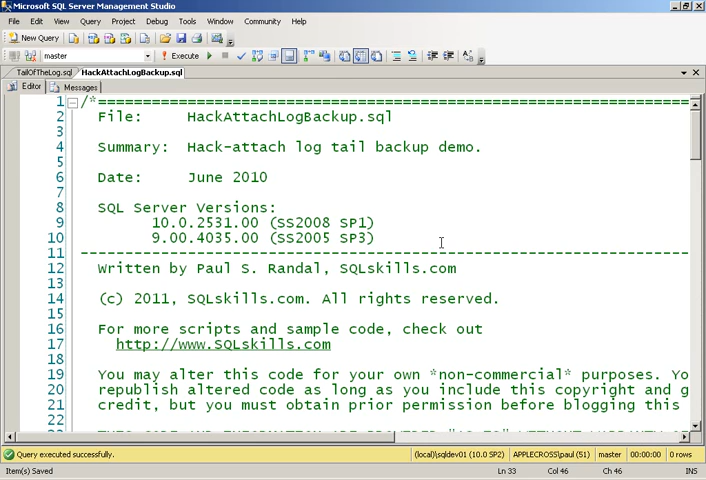 Microsoft SQL Server Management Studio
File Edit View Query Project Debug Tools Window Community Help
New Query
master Execute
TailOfTheLog.sql HackAttachLogBackup.sql
Editor Messages
1 /*==================================================================
2 File: HackAttachLogBackup.sql
3
4 Summary: Hack-attach log tail backup demo.
5
6 Date: June 2010
7
8 SQL Server Versions:
9 10.0.2531.00 (SS2008 SP1)
10 9.00.4035.00 (SS2005 SP3)
11 --------------------------------------------------------------------
12 Written by Paul S. Randal, SQLskills.com
13
14 (c) 2011, SQLskills.com. All rights reserved.
15
16 For more scripts and sample code, check out
17 http://www.SQLskills.com
18
19 You may alter this code for your own *non-commercial* purposes. Yo
20 republish altered code as long as you include this copyright and g
21 credit, but you must obtain prior permission before blogging this
22
Query executed successfully. (local)\sqldev01 (10.0 SP2) APPLECROSS\paul (51) master 00:00:00 0 rows
Item(s) Saved Ln 33 Col 46 Ch 46 INS